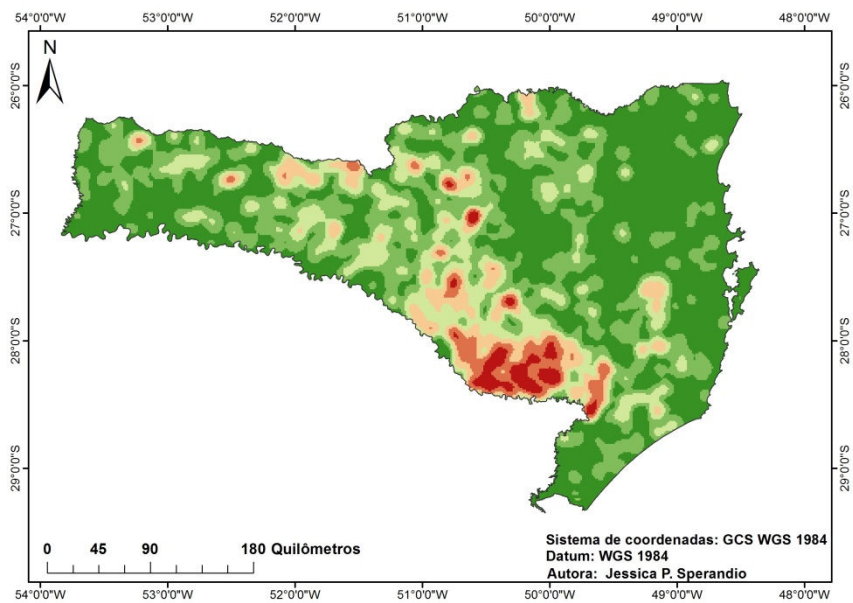 54°0'0"W 53°0'0"W 52°0'0"W 51°0'0"W 50°0'0"W 49°0'0"W 48°0'0"W
N
26°0'0"S 26°0'0"S
27°0'0"S 27°0'0"S
28°0'0"S 28°0'0"S
29°0'0"S 29°0'0"S
0 45 90 180 Quilômetros
Sistema de coordenadas: GCS WGS 1984
Datum: WGS 1984
Autora: Jessica P. Sperandio
54°0'0"W 53°0'0"W 52°0'0"W 51°0'0"W 50°0'0"W 49°0'0"W 48°0'0"W